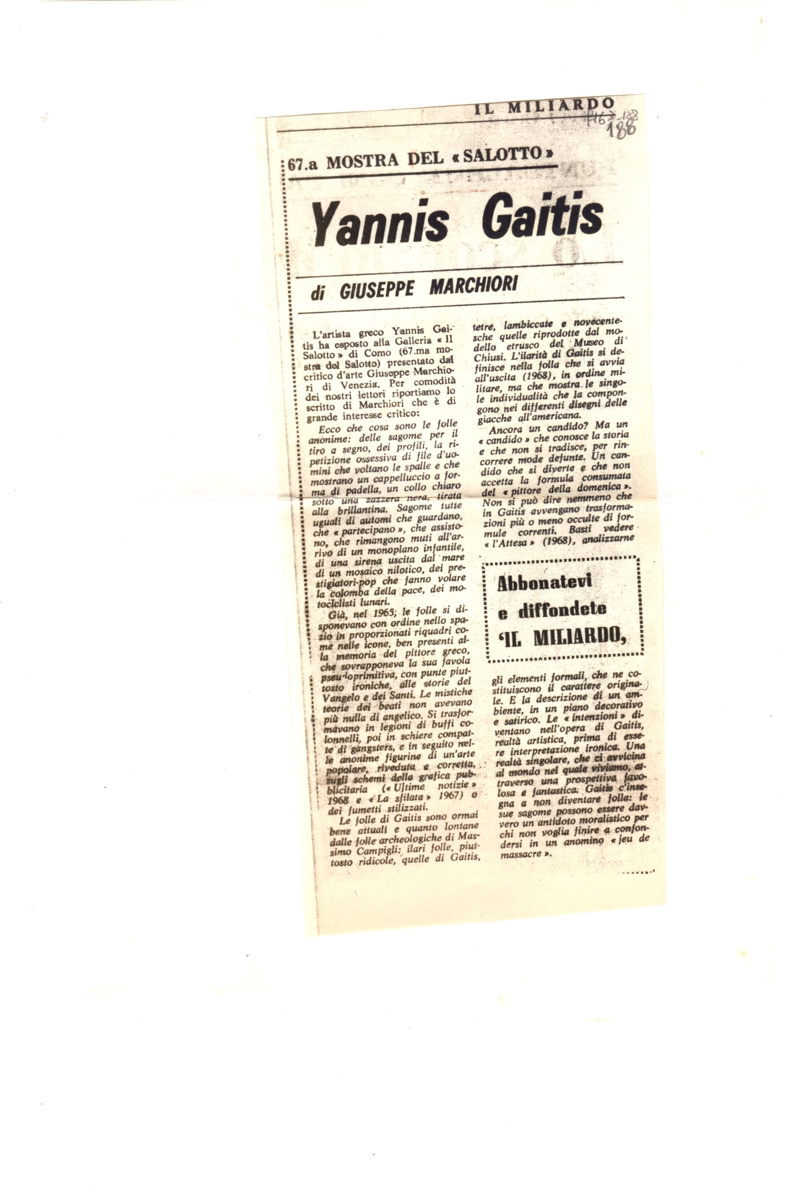 IL MILIARDO
188
67.a MOSTRA DEL « SALOTTO »
Yannis Gaitis
di GIUSEPPE MARCHIORI
L'artista greco Yannis Gai-
tis ha esposto alla Galleria « Il
Salotto » di Como (67.ma mo-
stra del Salotto) presentato dal
critico d'arte Giuseppe Marchio-
ri di Venezia. Per comodità
dei nostri lettori riportiamo lo
scritto di Marchiori che è di
grande interesse critico:
Ecco che cosa sono le folle
anonime: delle sagome per il
tiro a segno, dei profili, la ri-
petizione ossessiva di file d'uo-
mini che voltano le spalle e che
mostrano un cappelluccio a for-
ma di padella, un collo chiaro
sotto una zazzera nera, tirata
alla brillantina. Sagome tutte
uguali di automi che guardano,
che « partecipano », che assisto-
no, che rimangono muti all'ar-
rivo di un monoplano infantile,
di una sirena uscita dal mare
di un mosaico nilotico, dei pre-
stigiatori-pop che fanno volare
la colomba della pace, dei mo-
tociclisti lunari.
Già, nel 1965; le folle si di-
sponevano con ordine nello spa-
zio in proporzionati riquadri co-
me nelle icone, ben presenti al-
la memoria del pittore greco,
che sovrapponeva la sua favola
pseudoprimitiva, con punte piut-
tosto ironiche, alle storie del
Vangelo e dei Santi. Le mistiche
teorie dei beati non avevano
più nulla di angelico. Si trasfor-
mavano in legioni di buffi co-
lonnelli, poi in schiere compat-
te di gangsters, e in seguito nel-
le anonime figurine di un'arte
popolare, riveduta e corretta,
sugli schemi della grafica pub-
blicitaria (« Ultime notizie »
1968 e « La sfilata » 1967) o
dei fumetti stilizzati.
Le folle di Gaitis sono ormai
bene attuali e quanto lontane
dalle folle archeologiche di Mas-
simo Campigli: ilari folle, piut-
tosto ridicole, quelle di Gaitis,
tetre, lambiccate e novecente-
sche quelle riprodotte dal mo-
dello etrusco del Museo di
Chiusi. L'ilarità di Gaitis si de-
finisce nella folla che si avvia
all'uscita (1968), in ordine mi-
litare, ma che mostra le singo-
le individualità che la compon-
gono nei differenti disegni delle
giacche all'americana.
Ancora un candido? Ma un
« candido » che conosce la storia
e che non si tradisce, per rin-
correre mode defunte. Un can-
dido che si diverte e che non
accetta la formula consumata
del « pittore della domenica ».
Non si può dire nemmeno che
in Gaitis avvengano trasforma-
zioni più o meno occulte di for-
mule correnti. Basti vedere
« l'Attesa » (1968), analizzarne
Abbonatevi
e diffondete
'IL MILIARDO,
gli elementi formali, che ne co-
stituiscono il carattere origina-
le. E la descrizione di un am-
biente, in un piano decorativo
e satirico. Le « intenzioni » di-
ventano nell'opera di Gaitis,
realtà artistica, prima di esse-
re interpretazione ironica. Una
realtà singolare, che ci avvicina
al mondo nel quale viviamo, at-
traverso una prospettiva favo-
losa e fantastica. Gaitis c'inse-
gna a non diventare folla: le
sue sagome possono essere dav-
vero un antidoto moralistico per
chi non voglia finire a confon-
dersi in un anomino « jeu de
massacre ».